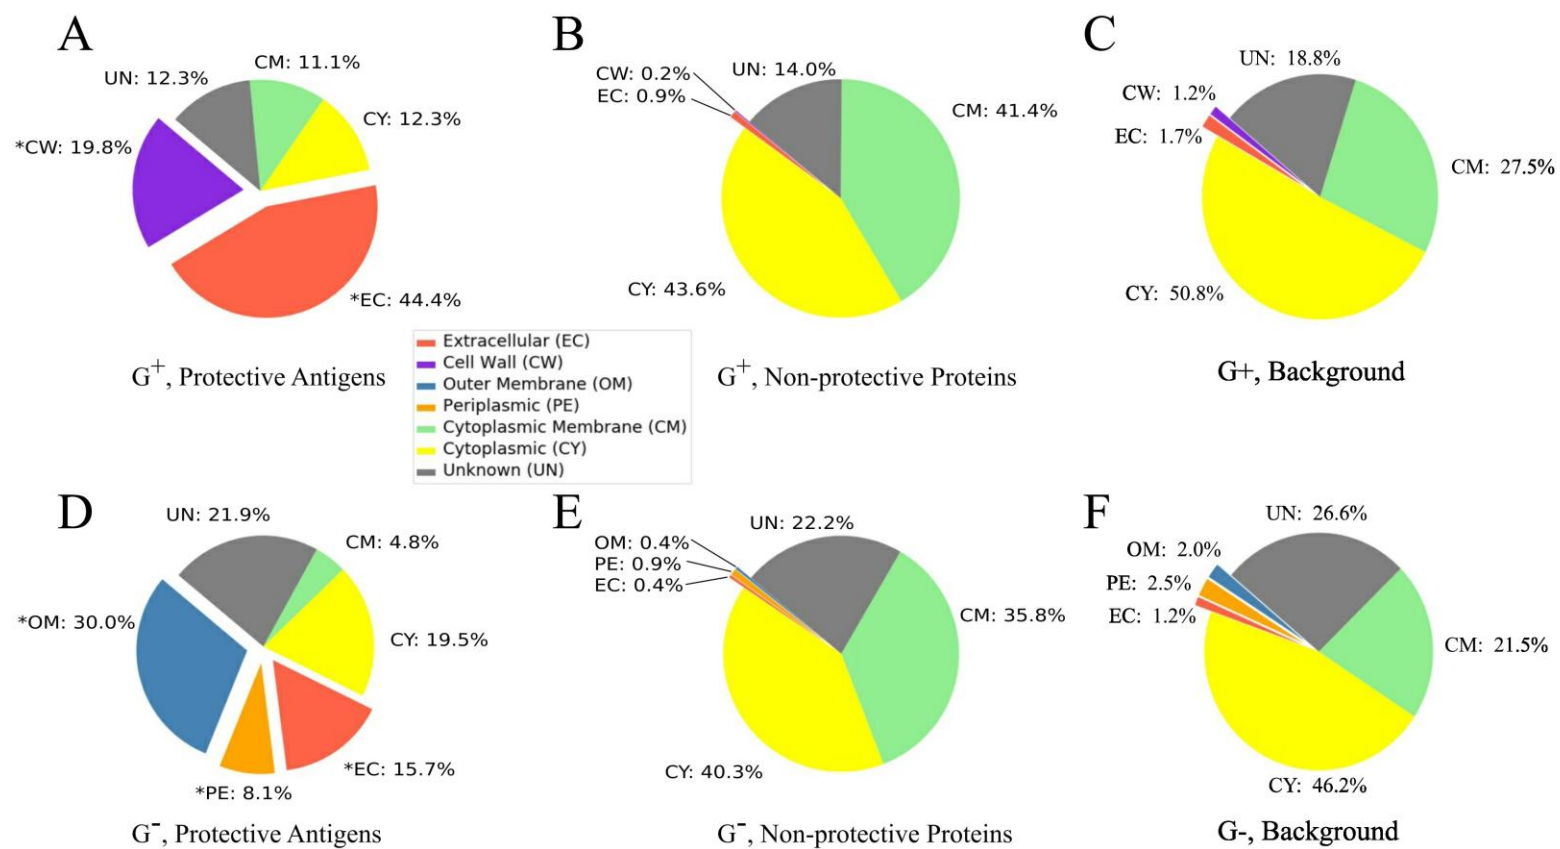 A
UN: 12.3%
CM: 11.1%
CY: 12.3%
*CW: 19.8%
*EC: 44.4%
G+, Protective Antigens
B
CW: 0.2%
EC: 0.9%
UN: 14.0%
CM: 41.4%
CY: 43.6%
G+, Non-protective Proteins
C
UN: 18.8%
CW: 1.2%
EC: 1.7%
CM: 27.5%
CY: 50.8%
G+, Background
Extracellular (EC)
Cell Wall (CW)
Outer Membrane (OM)
Periplasmic (PE)
Cytoplasmic Membrane (CM)
Cytoplasmic (CY)
Unknown (UN)
D
UN: 21.9%
CM: 4.8%
*OM: 30.0%
CY: 19.5%
*EC: 15.7%
*PE: 8.1%
G-, Protective Antigens
E
UN: 22.2%
OM: 0.4%
PE: 0.9%
EC: 0.4%
CM: 35.8%
CY: 40.3%
G-, Non-protective Proteins
F
UN: 26.6%
OM: 2.0%
PE: 2.5%
EC: 1.2%
CM: 21.5%
CY: 46.2%
G-, Background